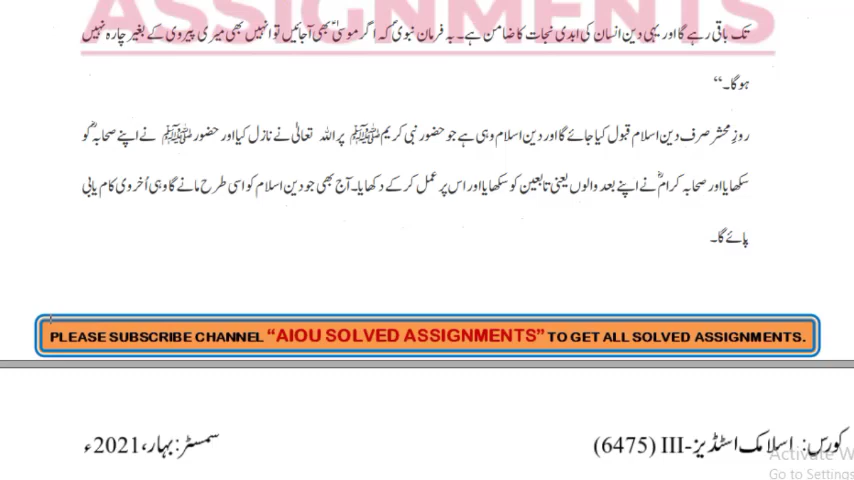 ASSIGNMENTS
تک باقی رہے گا اور یہی دین انسان کی ابدی نجات کا ضامن ہے۔ بہ فرمان نبویؐ کہ اگر موسیٰؑ بھی آجائیں تو انہیں بھی میری پیروی کے بغیر چارہ نہیں
ہوگا۔“
روزِ محشر صرف دین اسلام قبول کیا جائے گا اور دین اسلام وہی ہے جو حضور نبی کریم ﷺ پر اللہ تعالیٰ نے نازل کیا اور حضور ﷺ نے اپنے صحابہؓ کو
سکھایا اور صحابہ کرامؓ نے اپنے بعد والوں یعنی تابعین کو سکھایا اور اس پر عمل کرکے دکھایا۔ آج بھی جو دین اسلام کو اسی طرح مانے گا وہی اُخروی کام یابی
پائے گا۔
PLEASE SUBSCRIBE CHANNEL “AIOU SOLVED ASSIGNMENTS” TO GET ALL SOLVED ASSIGNMENTS.
کورس: اسلامک اسٹڈیز-III (6475) سمسٹر: بہار، 2021ء
Activate W
Go to Settings